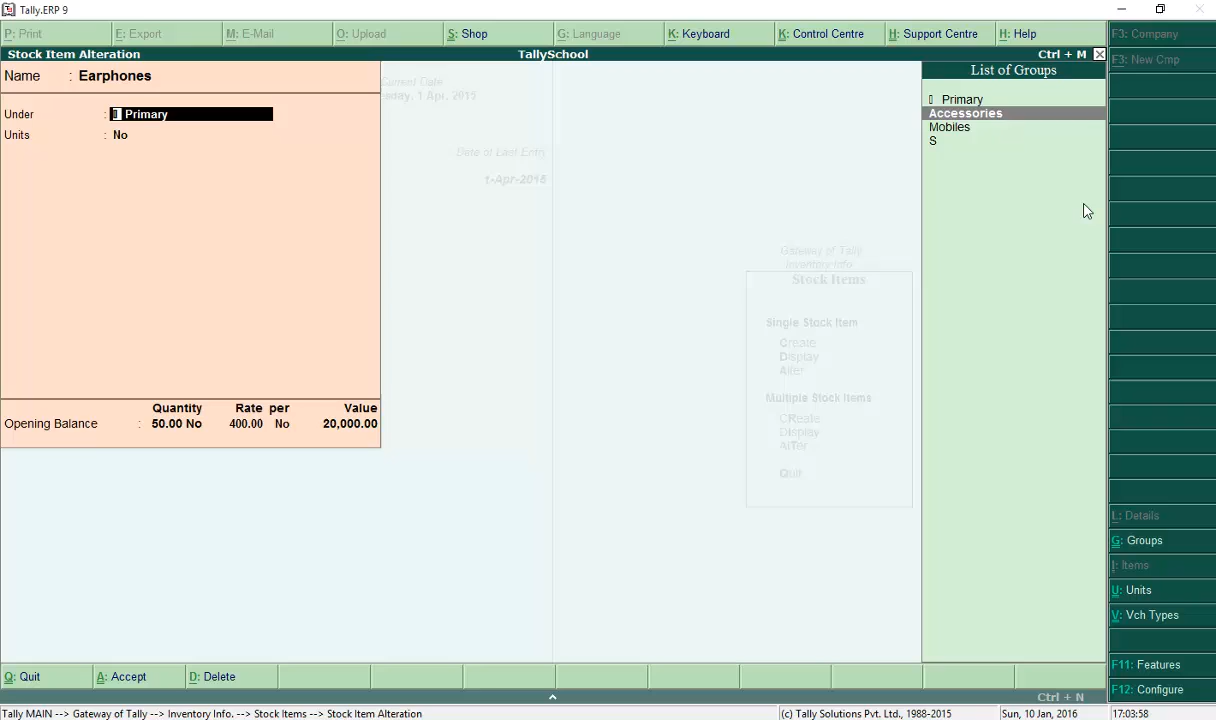 Tally.ERP 9
P: Print E: Export M: E-Mail O: Upload S: Shop G: Language K: Keyboard K: Control Centre H: Support Centre H: Help
F3: Company
F3: New Cmp
Stock Item Alteration TallySchool Ctrl + M
Name : Earphones
Under : Primary
Units : No
Current Date
1 Apr, 2015
Date of Last Entry
1-Apr-2015
Gateway of Tally
Inventory Info.
Stock Items
Single Stock Item
Create
Display
Alter
Multiple Stock Items
CReate
DIsplay
AlTer
Quit
List of Groups
Primary
Accessories
Mobiles
S
Quantity Rate per Value
Opening Balance : 50.00 No 400.00 No 20,000.00
L: Details
G: Groups
I: Items
U: Units
V: Vch Types
F11: Features
F12: Configure
Q: Quit A: Accept D: Delete
Ctrl + N
Tally MAIN --> Gateway of Tally --> Inventory Info. --> Stock Items --> Stock Item Alteration (c) Tally Solutions Pvt. Ltd., 1988-2015 Sun, 10 Jan, 2016 17:03:58